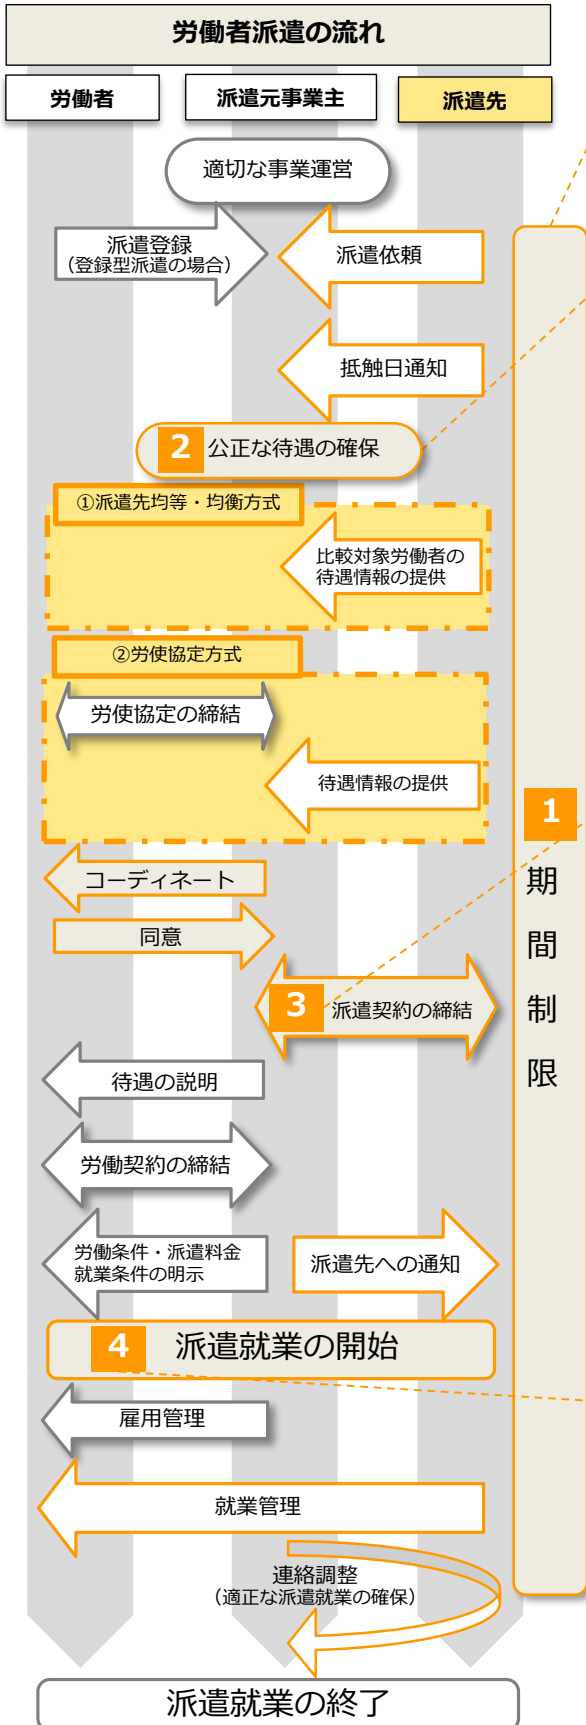 労働者派遣の流れ
労働者
派遣元事業主
派遣先
適切な事業運営
派遣登録
(登録型派遣の場合)
派遣依頼
抵触日通知
2 公正な待遇の確保
①派遣先均等・均衡方式
比較対象労働者の
待遇情報の提供
②労使協定方式
労使協定の締結
待遇情報の提供
1
期
間
制
限
コーディネート
同意
3 派遣契約の締結
待遇の説明
労働契約の締結
労働条件・派遣料金
就業条件の明示
派遣先への通知
4 派遣就業の開始
雇用管理
就業管理
連絡調整
(適正な派遣就業の確保)
派遣就業の終了